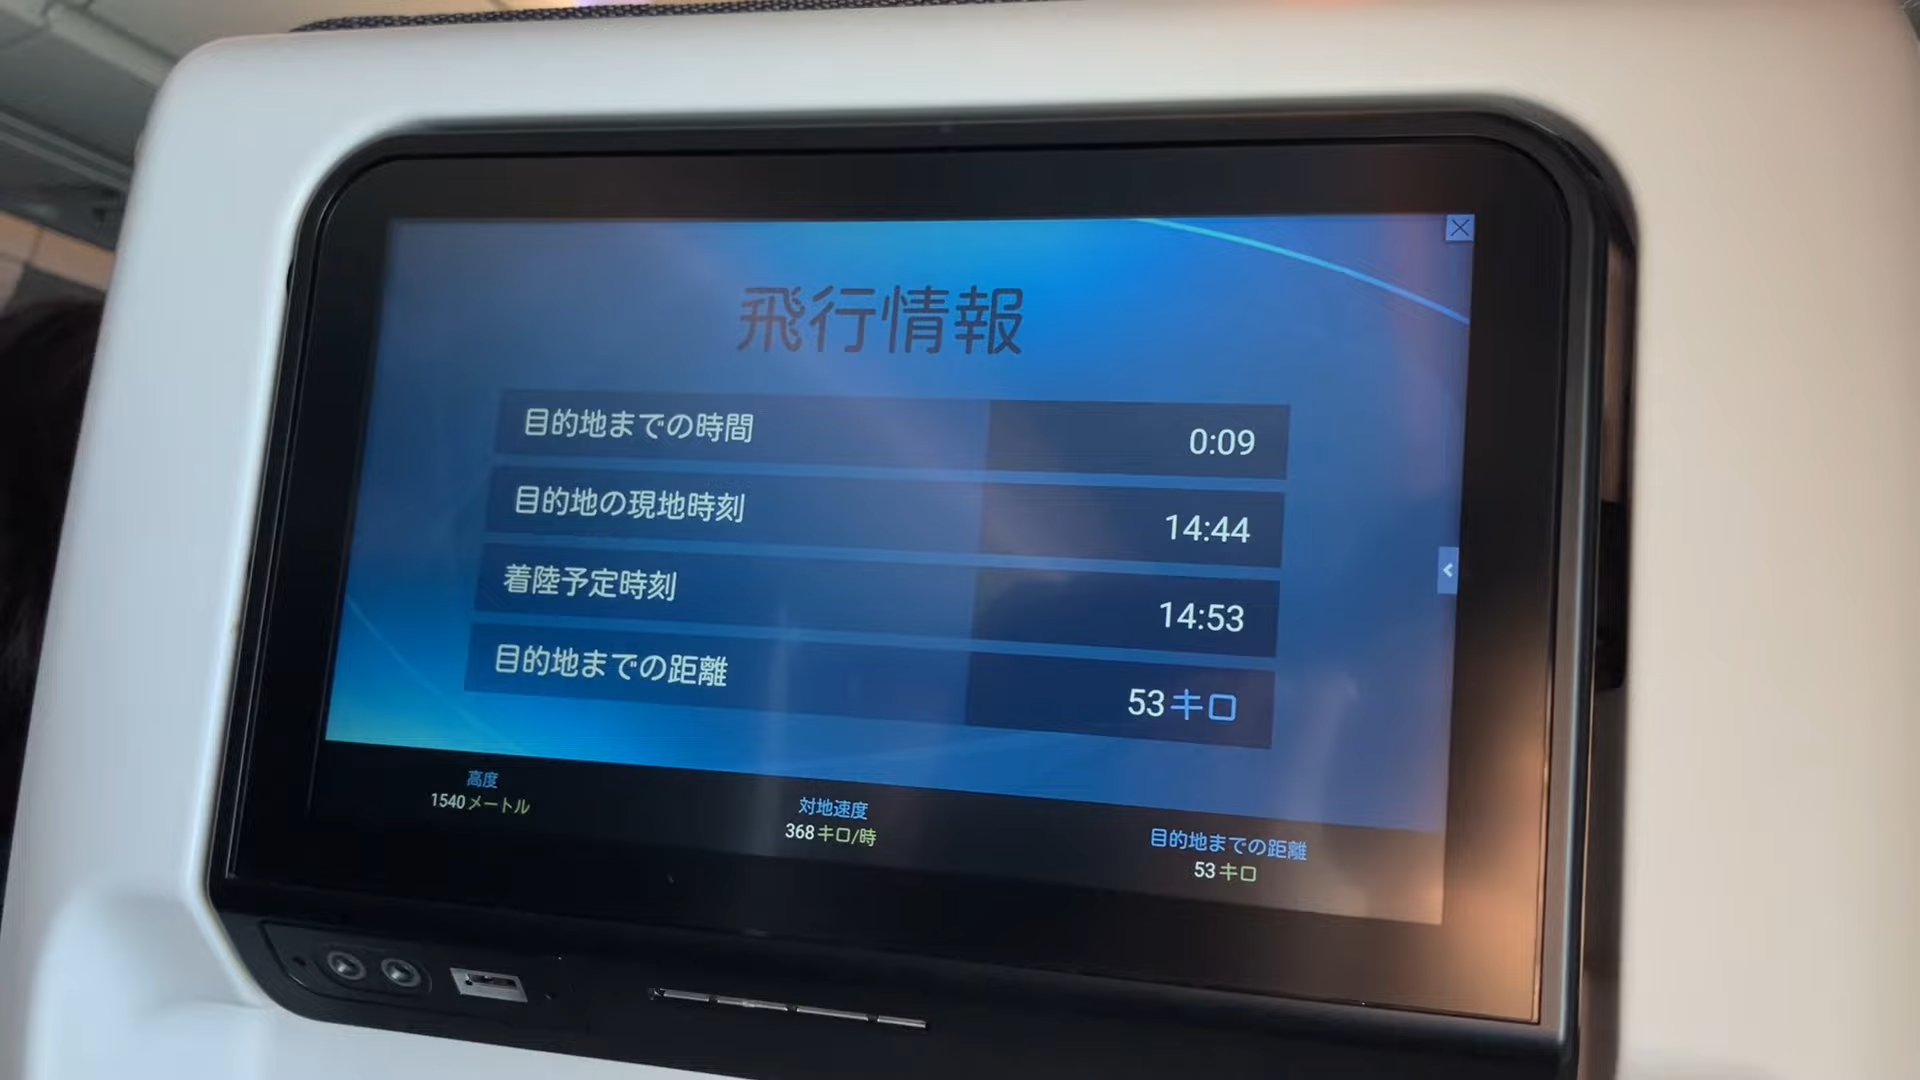 飛行情報
目的地までの時間 0:09
目的地の現地時刻 14:44
着陸予定時刻 14:53
目的地までの距離 53キロ
高度
1540メートル
対地速度
368キロ/時
目的地までの距離
53キロ